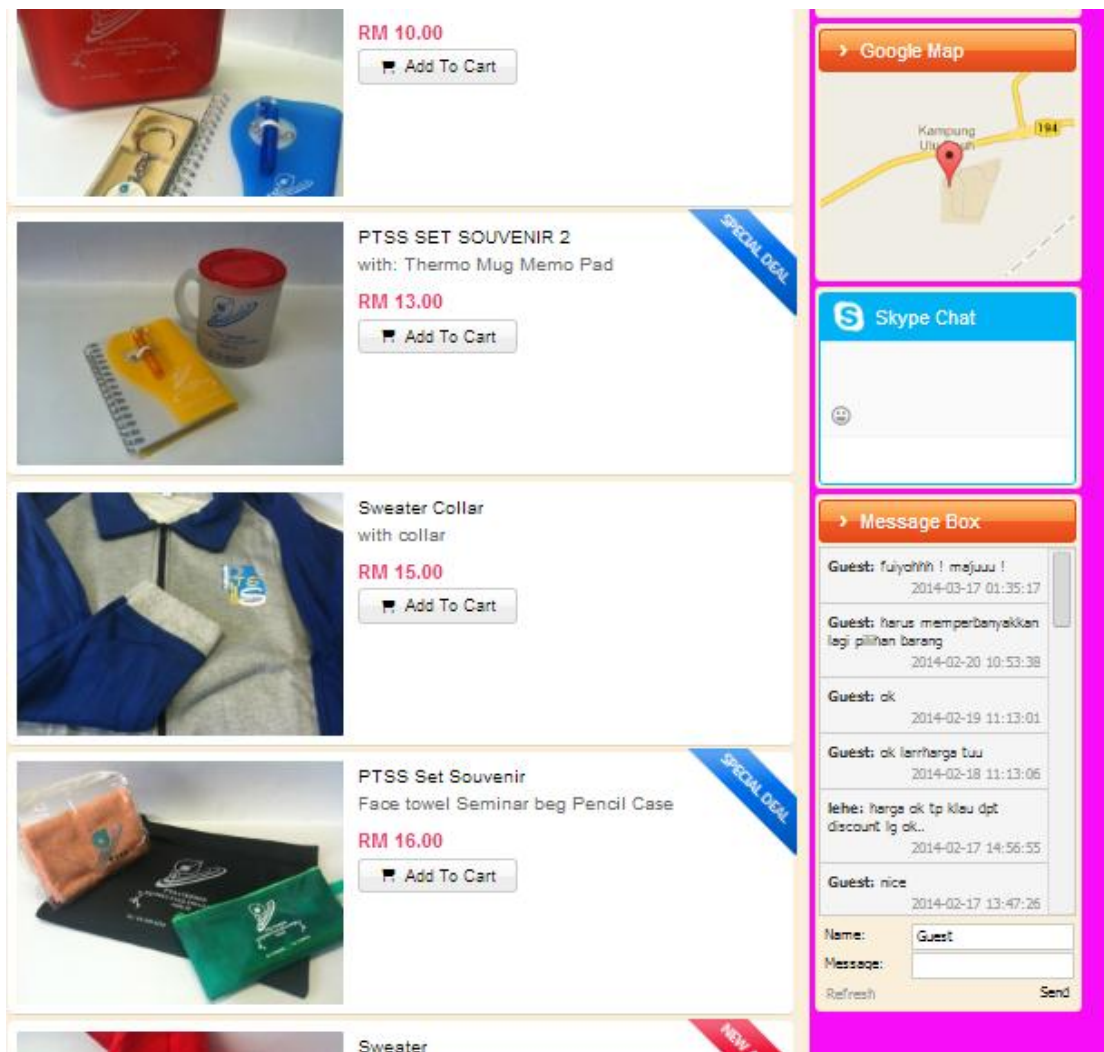 RM 10.00
Add To Cart
PTSS SET SOUVENIR 2
with: Thermo Mug Memo Pad
RM 13.00
Add To Cart
SPECIAL DEAL
Sweater Collar
with collar
RM 15.00
Add To Cart
PTSS Set Souvenir
Face towel Seminar beg Pencil Case
RM 16.00
Add To Cart
SPECIAL DEAL
Sweater
NEW
Google Map
Kampung
194
Skype Chat
Message Box
Guest: fuiyohhh ! majuuu !
2014-03-17 01:35:17
Guest: harus memperbanyakkan
lagi pilihan barang
2014-02-20 10:53:38
Guest: ok
2014-02-19 11:13:01
Guest: ok larrharga tuu
2014-02-18 11:13:06
lehe: harga ok tp klau dpt
discount lg ok..
2014-02-17 14:56:55
Guest: nice
2014-02-17 13:47:26
Name: Guest
Message:
Refresh Send